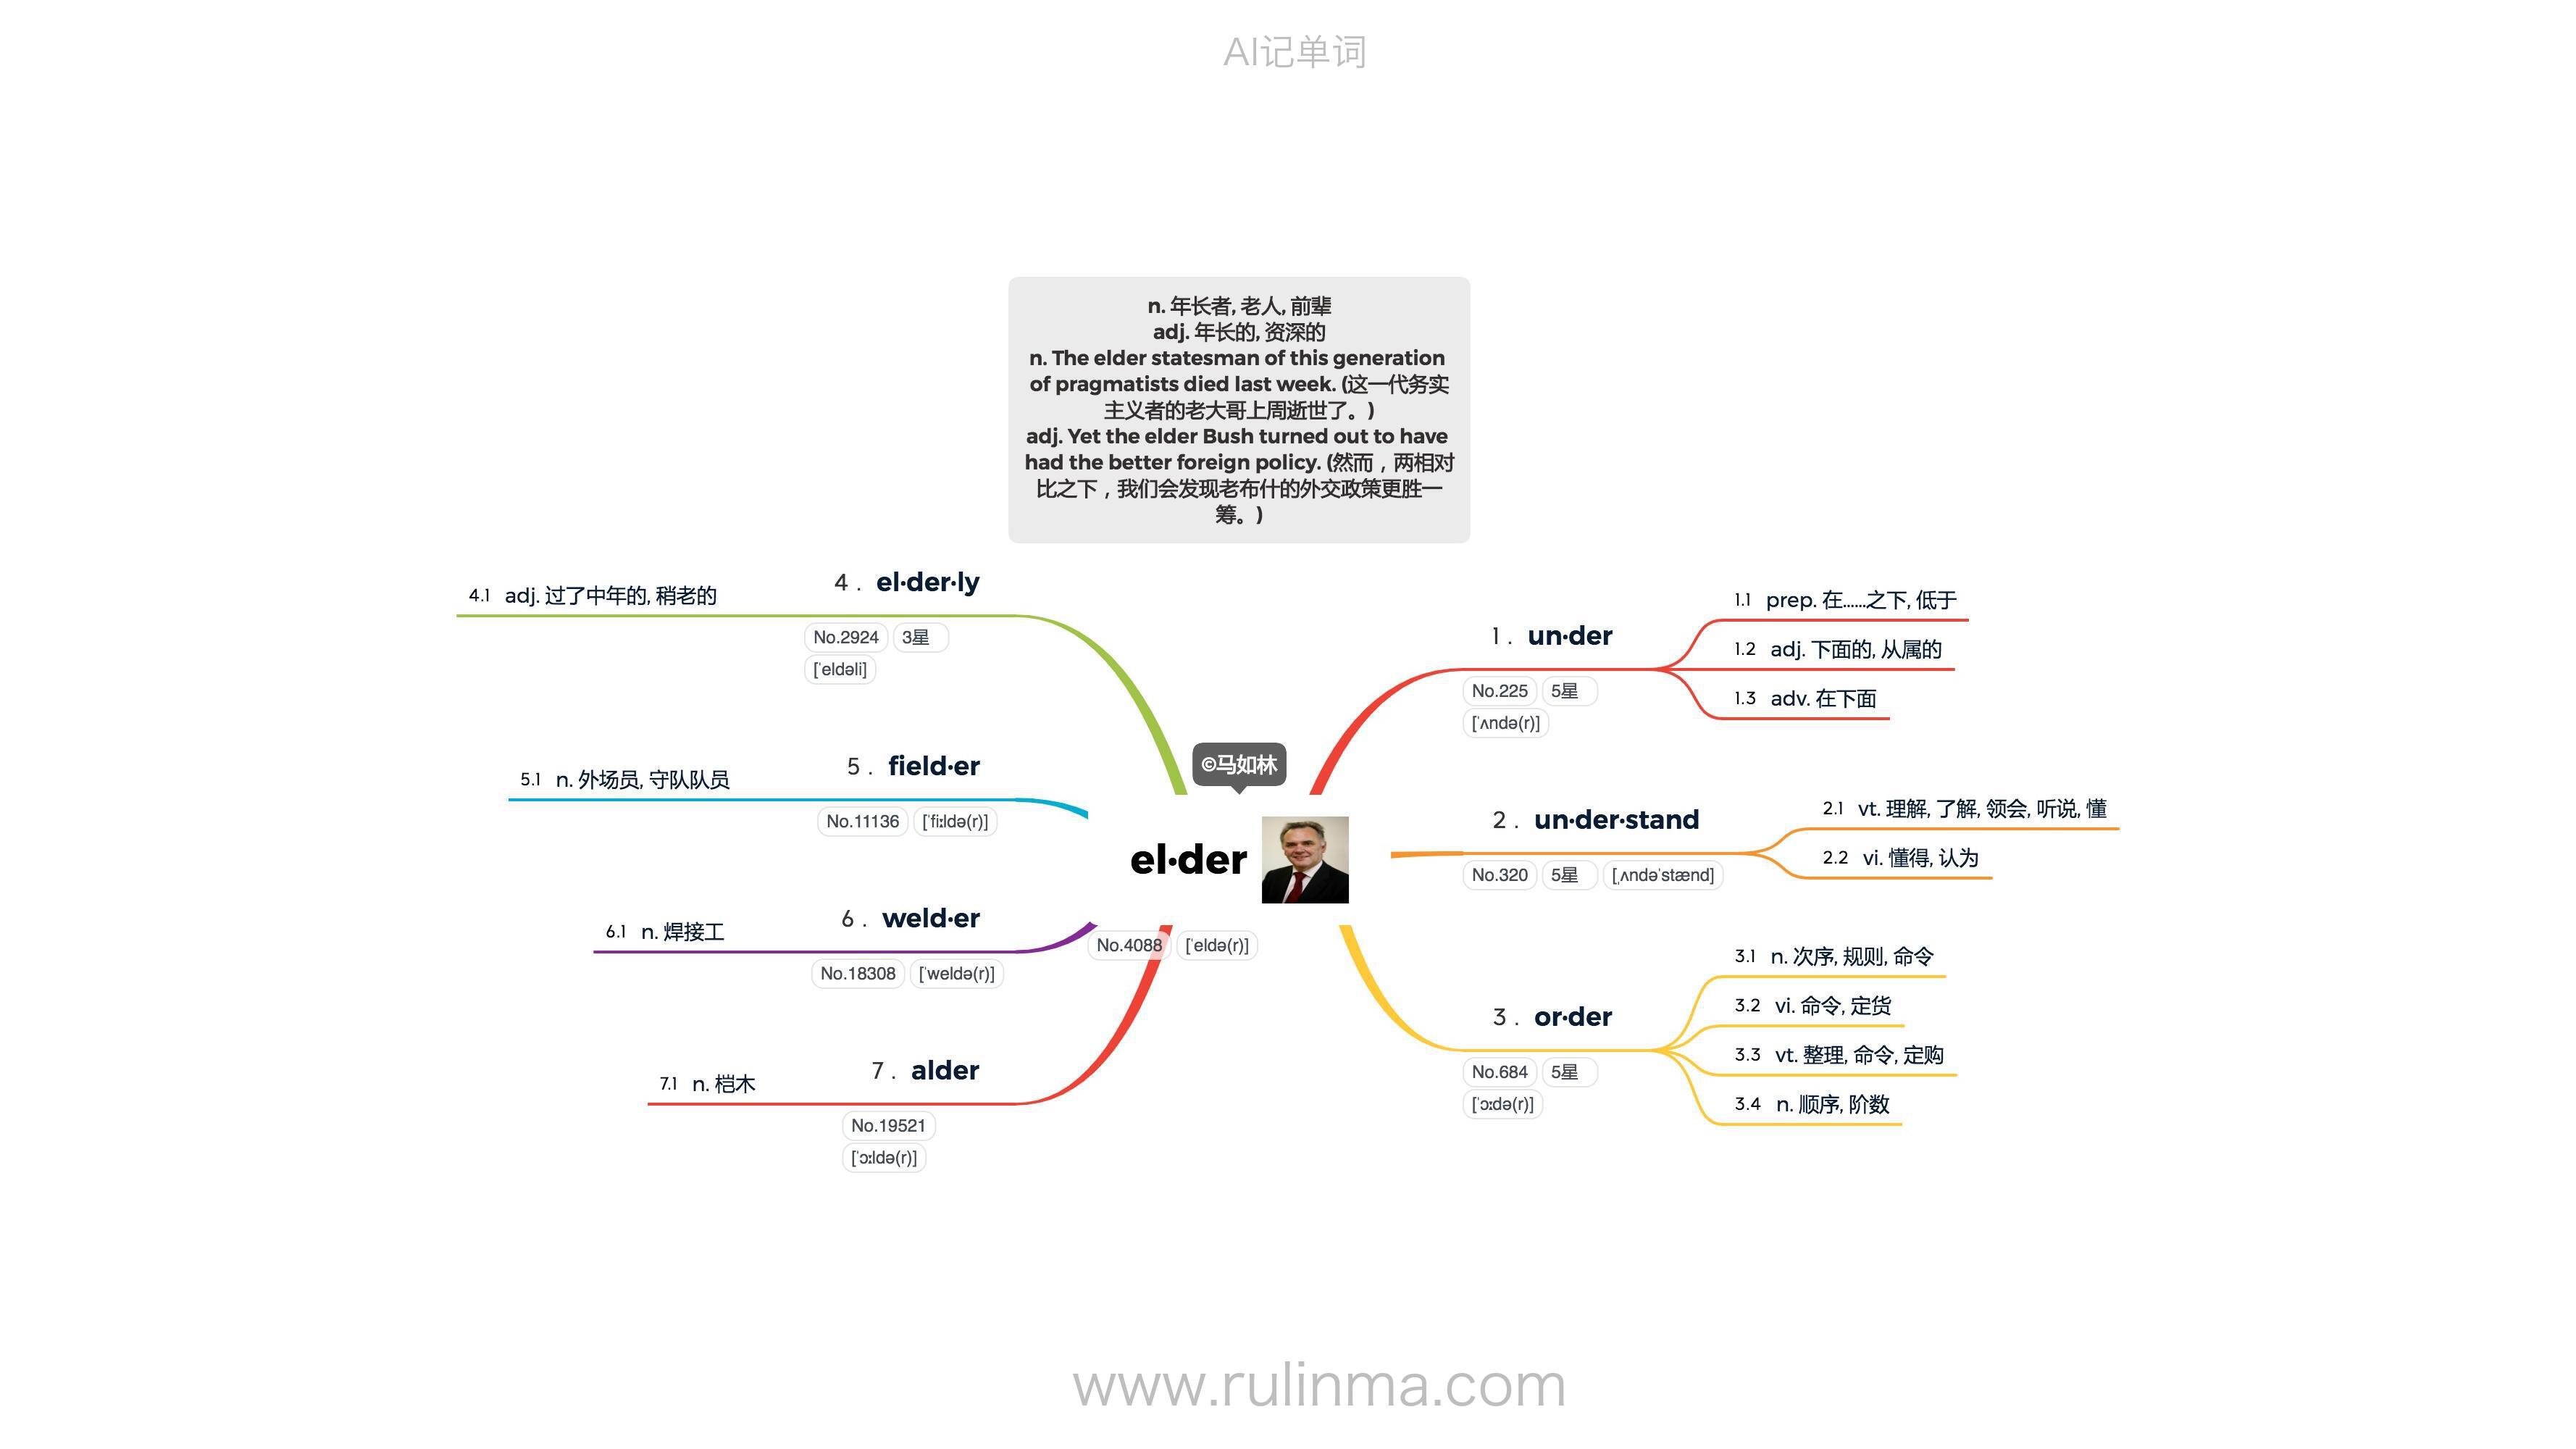 AI记单词
n. 年长者, 老人, 前辈
adj. 年长的, 资深的
n. The elder statesman of this generation
of pragmatists died last week. (这一代务实
主义者的老大哥上周逝世了。)
adj. Yet the elder Bush turned out to have
had the better foreign policy. (然而，两相对
比之下，我们会发现老布什的外交政策更胜一
筹。)
©马如林
el·der
No.4088 [ˈeldə(r)]
1. un·der
No.225 5星
[ˈʌndə(r)]
1.1 prep. 在……之下, 低于
1.2 adj. 下面的, 从属的
1.3 adv. 在下面
2. un·der·stand
No.320 5星 [ˌʌndəˈstænd]
2.1 vt. 理解, 了解, 领会, 听说, 懂
2.2 vi. 懂得, 认为
3. or·der
No.684 5星
[ˈɔːdə(r)]
3.1 n. 次序, 规则, 命令
3.2 vi. 命令, 定货
3.3 vt. 整理, 命令, 定购
3.4 n. 顺序, 阶数
4. el·der·ly
No.2924 3星
[ˈeldəli]
4.1 adj. 过了中年的, 稍老的
5. field·er
No.11136 [ˈfiːldə(r)]
5.1 n. 外场员, 守队队员
6. weld·er
No.18308 [ˈweldə(r)]
6.1 n. 焊接工
7. alder
No.19521
[ˈɔːldə(r)]
7.1 n. 桤木
www.rulinma.com